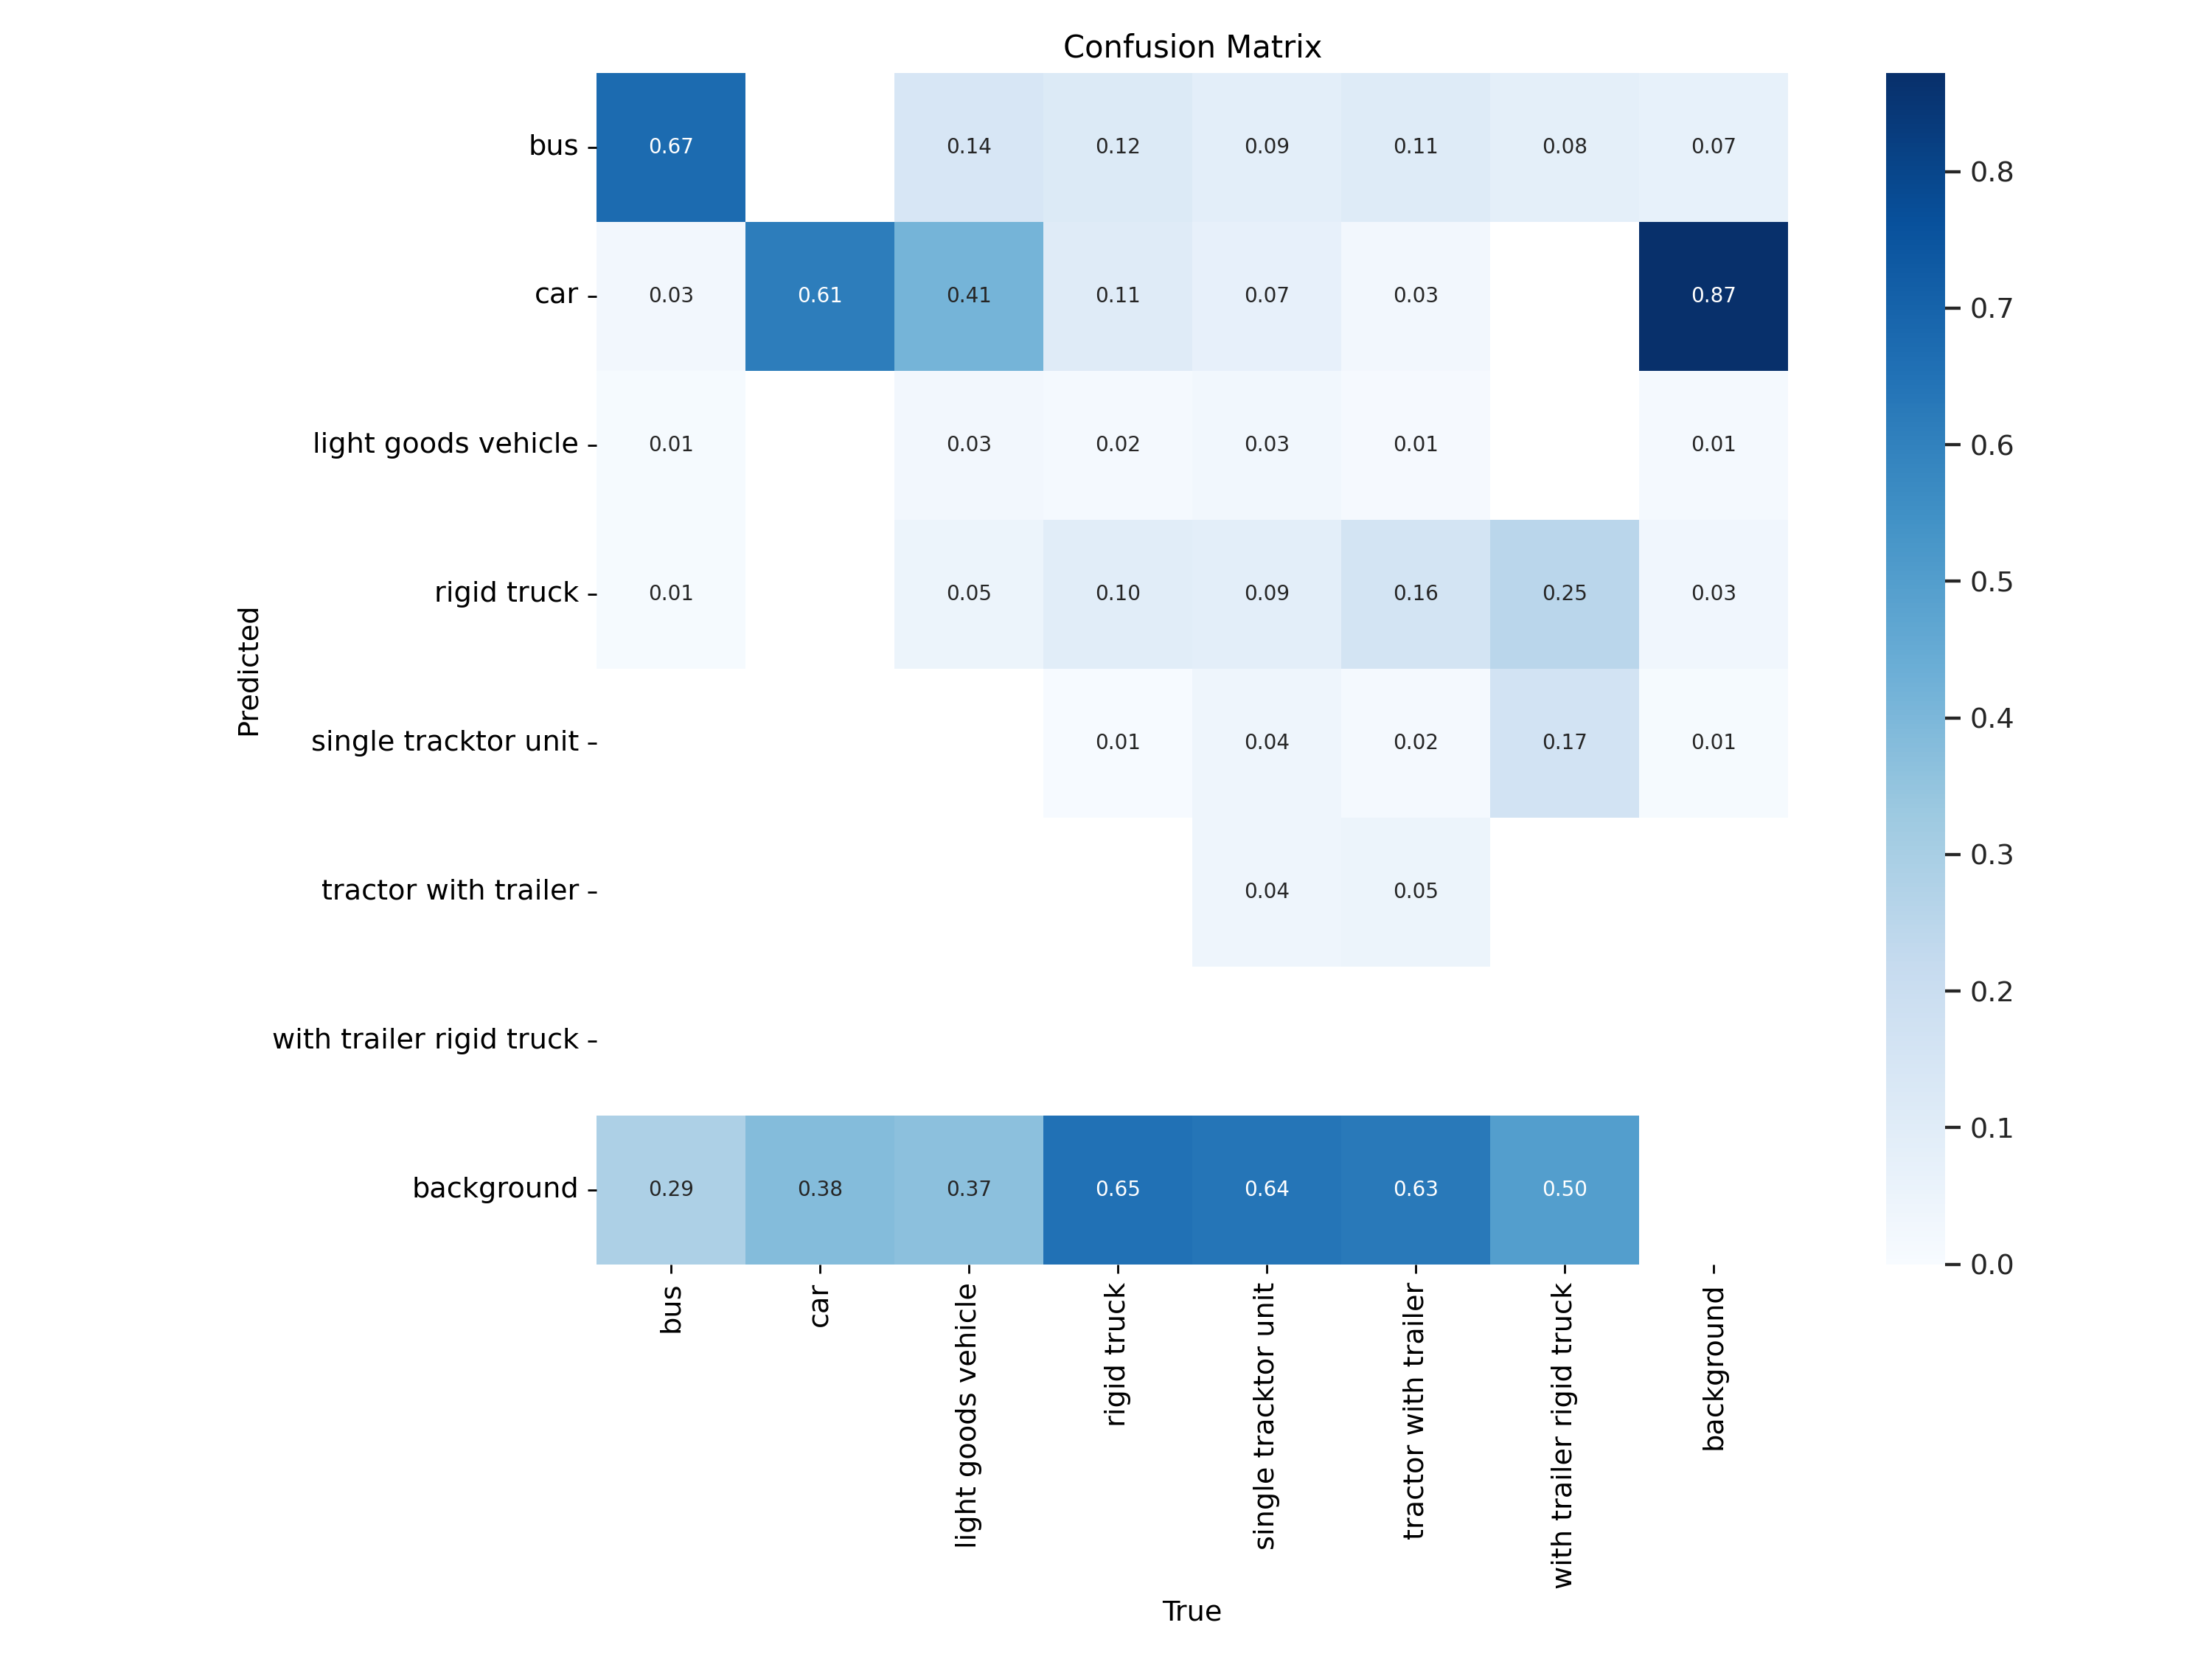 Confusion Matrix
bus 0.67 0.14 0.12 0.09 0.11 0.08 0.07
car 0.03 0.61 0.41 0.11 0.07 0.03 0.87
light goods vehicle 0.01 0.03 0.02 0.03 0.01 0.01
rigid truck 0.01 0.05 0.10 0.09 0.16 0.25 0.03
single tracktor unit 0.01 0.04 0.02 0.17 0.01
tractor with trailer 0.04 0.05
with trailer rigid truck
background 0.29 0.38 0.37 0.65 0.64 0.63 0.50
Predicted
bus
car
light goods vehicle
rigid truck
single tracktor unit
tractor with trailer
with trailer rigid truck
background
True
0.8
0.7
0.6
0.5
0.4
0.3
0.2
0.1
0.0